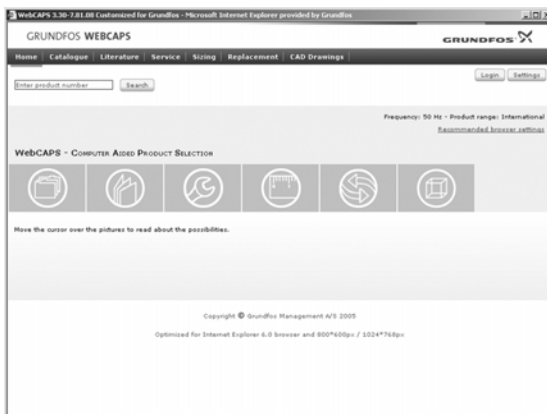 WebCAPS 3.30-7.81.08 Customized for Grundfos - Microsoft Internet Explorer provided by Grundfos
GRUNDFOS WEBCAPS
GRUNDFOS
Home Catalogue Literature Service Sizing Replacement CAD Drawings
Login Settings
Enter product number Search
Frequency: 50 Hz - Product range: International
Recommended browser settings
WebCAPS - Computer Aided Product Selection
Move the cursor over the pictures to read about the possibilities.
Copyright © Grundfos Management A/S 2005
Optimized for Internet Explorer 6.0 browser and 800*600px / 1024*768px